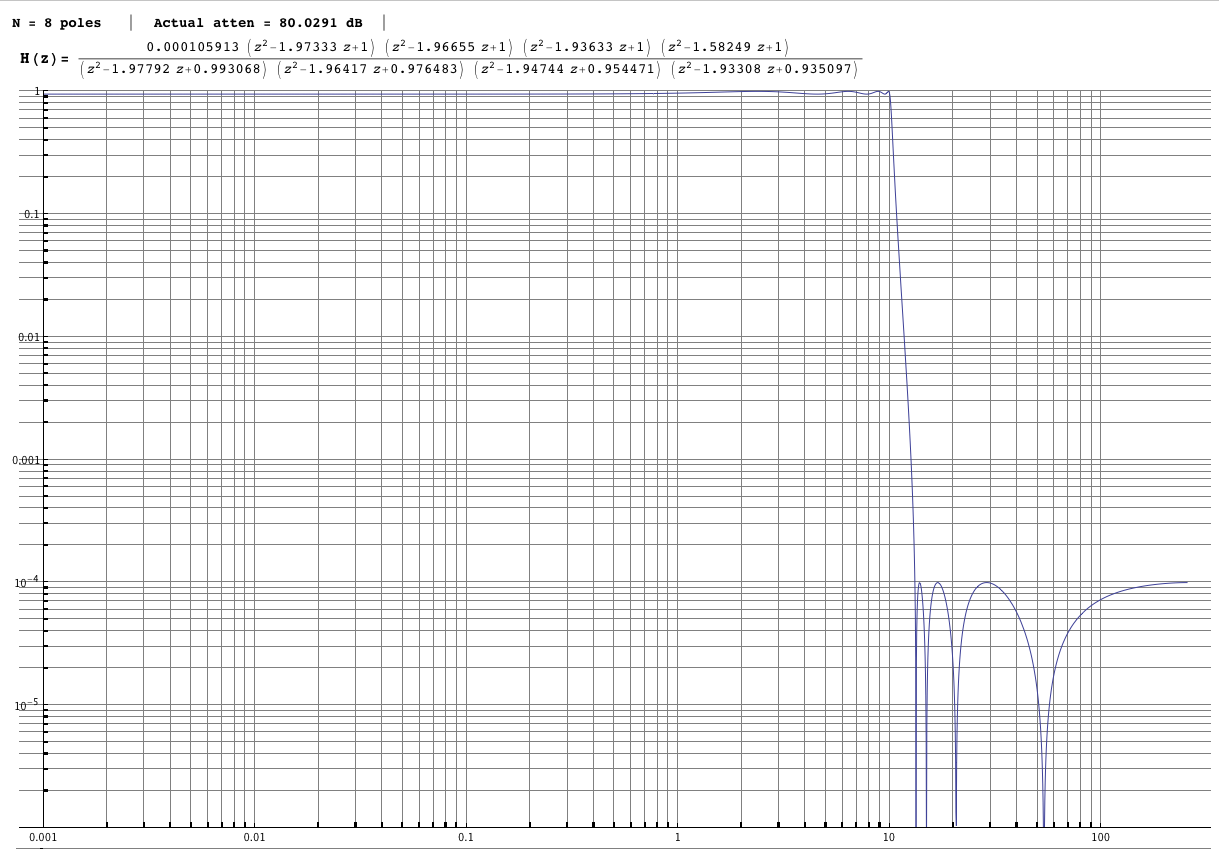 N = 8 poles | Actual atten = 80.0291 dB |
0.000105913 (z²-1.97333 z+1) (z²-1.96655 z+1) (z²-1.93633 z+1) (z²-1.58249 z+1)
H(z)=
(z²-1.97792 z+0.993068) (z²-1.96417 z+0.976483) (z²-1.94744 z+0.954471) (z²-1.93308 z+0.935097)
1
0.1
0.01
0.001
10⁻⁴
10⁻⁵
0.001 0.01 0.1 1 10 100